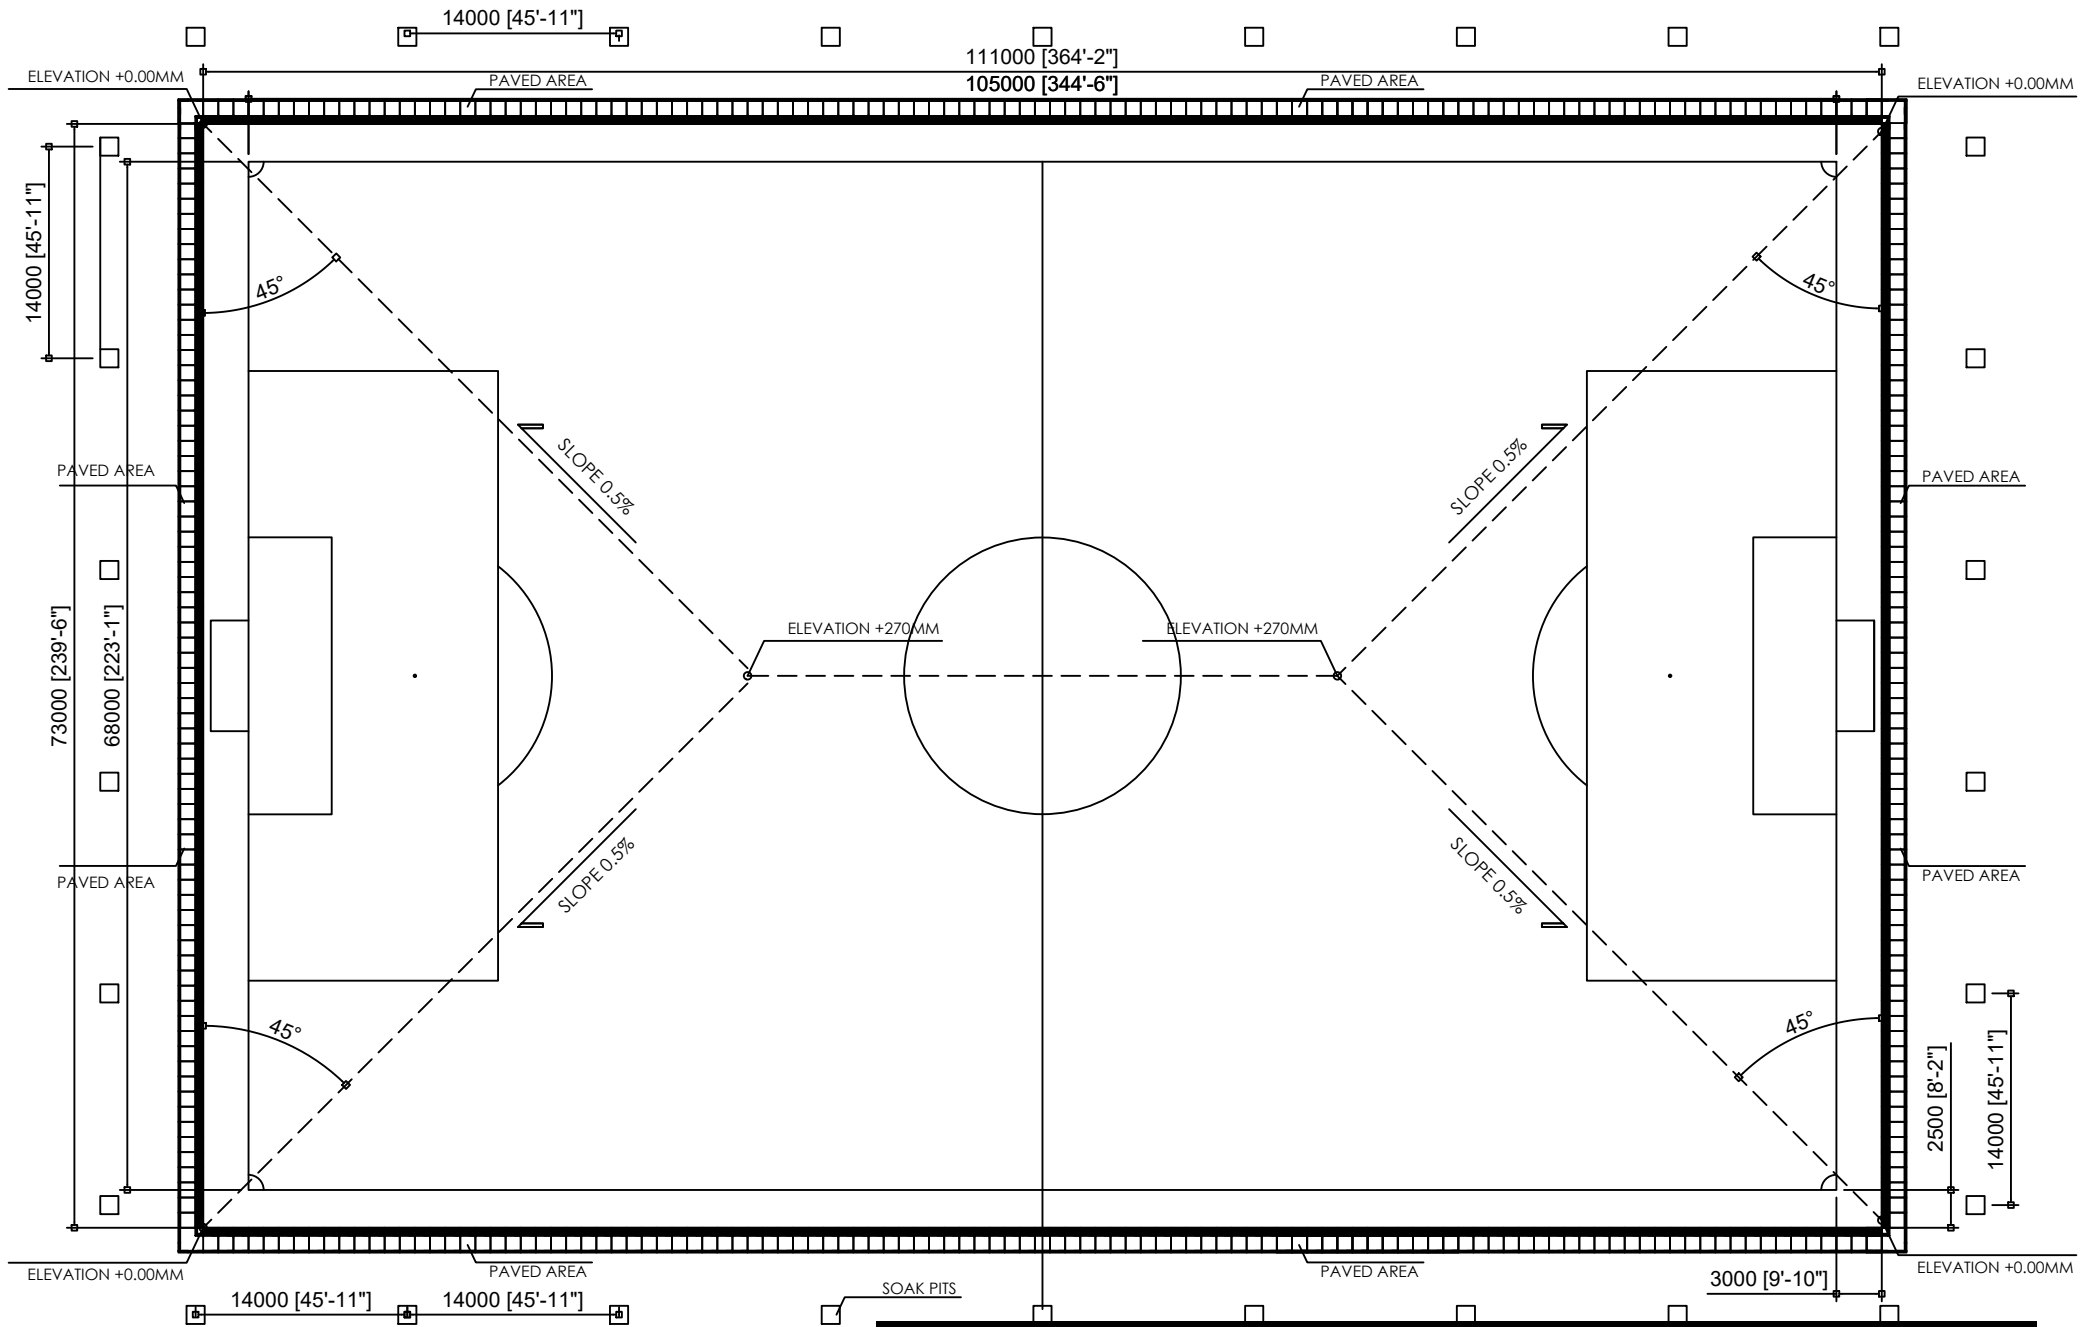 14000 [45'-11"]
111000 [364'-2"]
ELEVATION +0.00MM
PAVED AREA
105000 [344'-6"]
PAVED AREA
ELEVATION +0.00MM
14000 [45'-11"]
45°
45°
SLOPE 0.5%
SLOPE 0.5%
PAVED AREA
PAVED AREA
73000 [239'-6"]
68000 [223'-1"]
ELEVATION +270MM
ELEVATION +270MM
SLOPE 0.5%
SLOPE 0.5%
PAVED AREA
PAVED AREA
45°
45°
2500 [8'-2"]
14000 [45'-11"]
ELEVATION +0.00MM
PAVED AREA
PAVED AREA
ELEVATION +0.00MM
14000 [45'-11"]
14000 [45'-11"]
SOAK PITS
3000 [9'-10"]